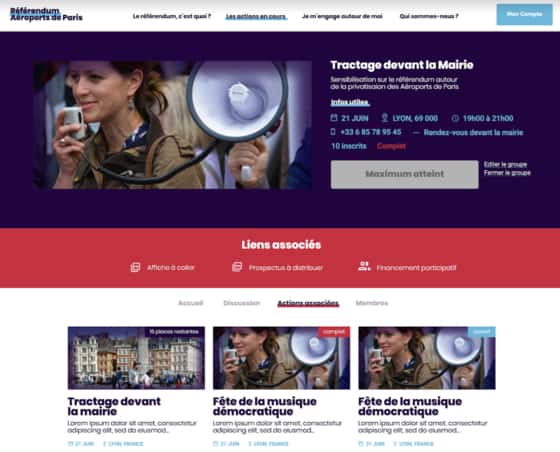 Référendum
Aéroports de Paris
Le référendum, c'est quoi ?
Les actions en cours
Je m'engage autour de moi
Qui sommes-nous ?
Mon Compte
Tractage devant la Mairie
Sensibilisation sur le référendum autour
de la privatisaion des Aéroports de Paris
Infos utiles
21 JUIN
LYON, 69 000
19h00 à 21h00
+33 6 85 78 95 45
— Rendez-vous devant la mairie
10 inscrits
Complet
Maximum atteint
Editer le groupe
Fermer le groupe
Liens associés
Affiche à coller
Prospectus à distribuer
Financement participatif
Accueil
Discussion
Actions associées
Membres
15 places restantes
complet
Tractage devant
la mairie
Lorem ipsum dolor sit amet, consectetur
adipiscing elit, sed do eiusmod...
21 JUIN
LYON, FRANCE
Fête de la musique
démocratique
Lorem ipsum dolor sit amet, consectetur
adipiscing elit, sed do eiusmod...
21 JUIN
LYON, FRANCE
Fête de la musique
démocratique
Lorem ipsum dolor sit amet, consectetur
adipiscing elit, sed do eiusmod...
21 JUIN
LYON, FRANCE